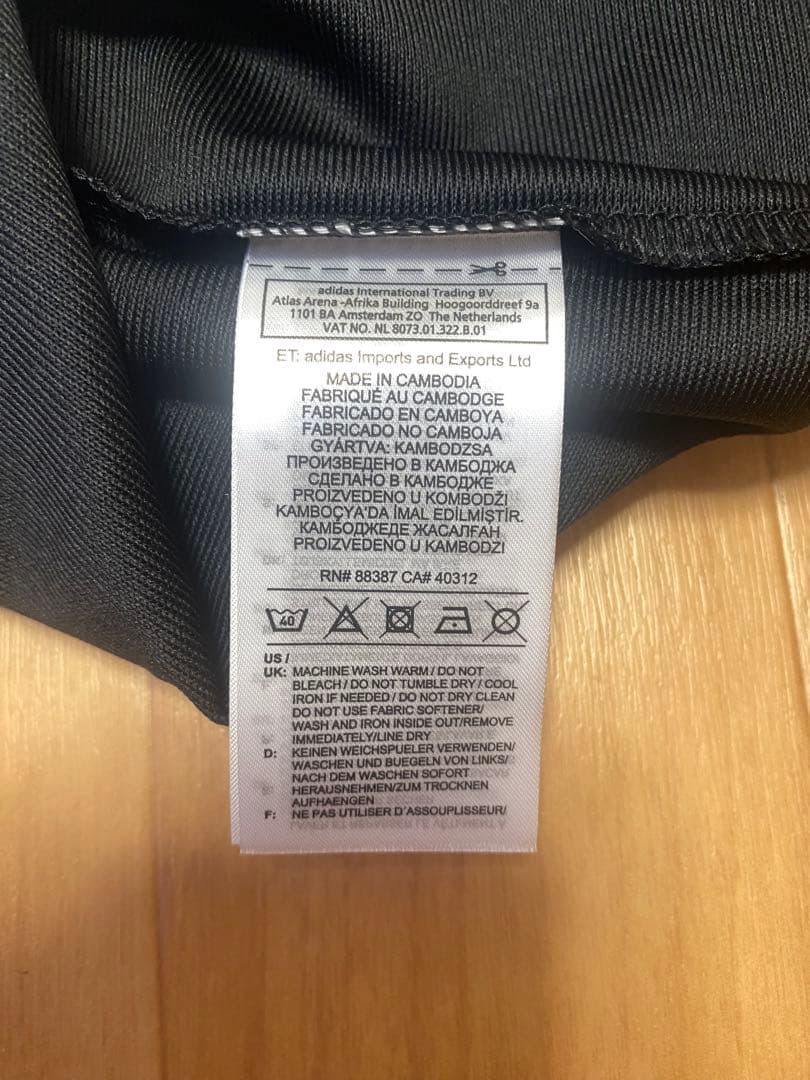 adidas International Trading BV
Atlas Arena -Afrika Building Hoogoorddreef 9a
1101 BA Amsterdam ZO The Netherlands
VAT NO. NL 8073.01.322.B.01
ET: adidas Imports and Exports Ltd
MADE IN CAMBODIA
FABRIQUÉ AU CAMBODGE
FABRICADO EN CAMBOYA
FABRICADO NO CAMBOJA
GYÁRTVA: KAMBODZSA
ПРОИЗВЕДЕНО В КАМБОДЖА
СДЕЛАНО В КАМБОДЖЕ
PROIZVEDENO U KOMBODŽI
KAMBOÇYA'DA İMAL EDİLMİŞTİR.
КАМБОДЖЕДЕ ЖАСАЛҒАН
PROIZVEDENO U KAMBODŽI
RN# 88387 CA# 40312
40
US /
UK: MACHINE WASH WARM / DO NOT
BLEACH / DO NOT TUMBLE DRY / COOL
IRON IF NEEDED / DO NOT DRY CLEAN
DO NOT USE FABRIC SOFTENER/
WASH AND IRON INSIDE OUT/REMOVE
IMMEDIATELY/LINE DRY
D: KEINEN WEICHSPUELER VERWENDEN/
WASCHEN UND BUEGELN VON LINKS/
NACH DEM WASCHEN SOFORT
HERAUSNEHMEN/ZUM TROCKNEN
AUFHAENGEN
F: NE PAS UTILISER D'ASSOUPLISSEUR/